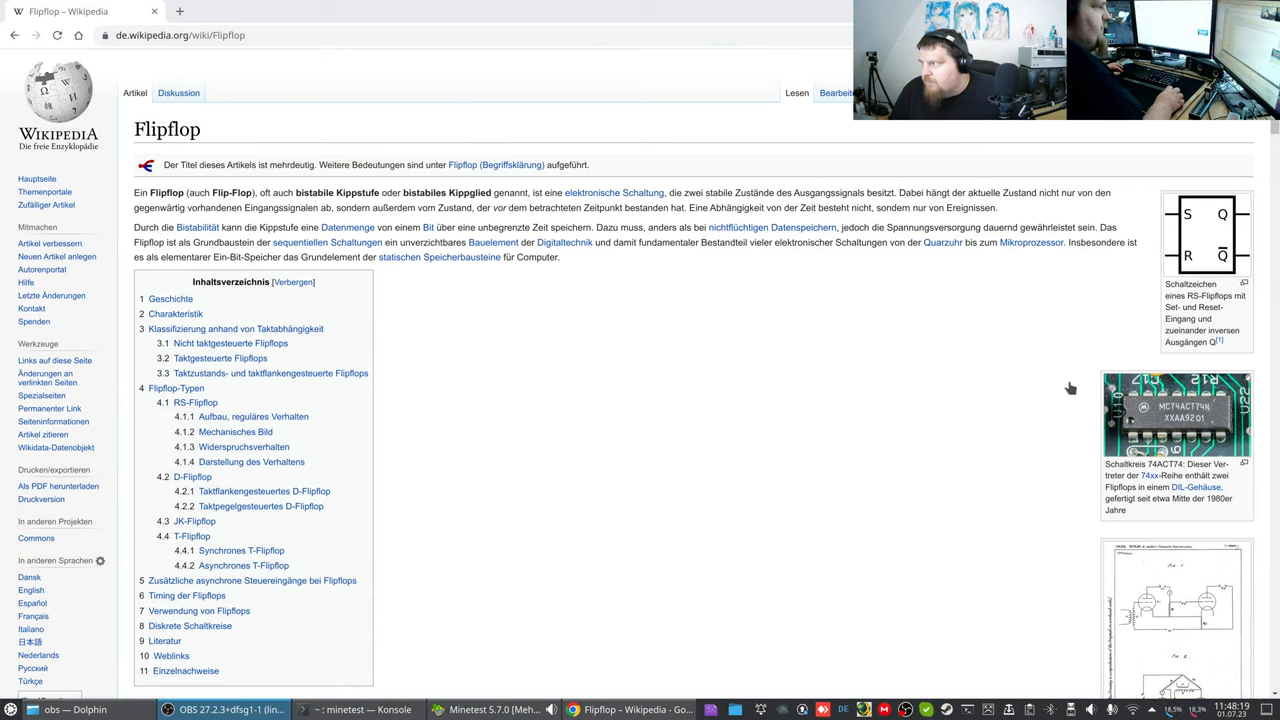 Flipflop – Wikipedia
de.wikipedia.org/wiki/Flipflop
WIKIPEDIA
Die freie Enzyklopädie
Hauptseite
Themenportale
Zufälliger Artikel
Mitmachen
Artikel verbessern
Neuen Artikel anlegen
Autorenportal
Hilfe
Letzte Änderungen
Kontakt
Spenden
Werkzeuge
Links auf diese Seite
Änderungen an
verlinkten Seiten
Spezialseiten
Permanenter Link
Seiteninformationen
Artikel zitieren
Wikidata-Datenobjekt
Drucken/exportieren
Als PDF herunterladen
Druckversion
In anderen Projekten
Commons
In anderen Sprachen
Dansk
English
Español
Français
Italiano
日本語
Nederlands
Русский
Türkçe
Artikel Diskussion Lesen
Flipflop
Der Titel dieses Artikels ist mehrdeutig. Weitere Bedeutungen sind unter Flipflop (Begriffsklärung) aufgeführt.
Ein Flipflop (auch Flip-Flop), oft auch bistabile Kippstufe oder bistabiles Kippglied genannt, ist eine elektronische Schaltung, die zwei stabile Zustände des Ausgangssignals besitzt. Dabei hängt der aktuelle Zustand nicht nur von den
gegenwärtig vorhandenen Eingangssignalen ab, sondern außerdem vom Zustand, der vor dem betrachteten Zeitpunkt bestanden hat. Eine Abhängigkeit von der Zeit besteht nicht, sondern nur von Ereignissen.
Durch die Bistabilität kann die Kippstufe eine Datenmenge von einem Bit über eine unbegrenzte Zeit speichern. Dazu muss, anders als bei nichtflüchtigen Datenspeichern, jedoch die Spannungsversorgung dauernd gewährleistet sein. Das
Flipflop ist als Grundbaustein der sequentiellen Schaltungen ein unverzichtbares Bauelement der Digitaltechnik und damit fundamentaler Bestandteil vieler elektronischer Schaltungen von der Quarzuhr bis zum Mikroprozessor. Insbesondere ist
es als elementarer Ein-Bit-Speicher das Grundelement der statischen Speicherbausteine für Computer.
Inhaltsverzeichnis [Verbergen]
1 Geschichte
2 Charakteristik
3 Klassifizierung anhand von Taktabhängigkeit
3.1 Nicht taktgesteuerte Flipflops
3.2 Taktgesteuerte Flipflops
3.3 Taktzustands- und taktflankengesteuerte Flipflops
4 Flipflop-Typen
4.1 RS-Flipflop
4.1.1 Aufbau, reguläres Verhalten
4.1.2 Mechanisches Bild
4.1.3 Widerspruchsverhalten
4.1.4 Darstellung des Verhaltens
4.2 D-Flipflop
4.2.1 Taktflankengesteuertes D-Flipflop
4.2.2 Taktpegelgesteuertes D-Flipflop
4.3 JK-Flipflop
4.4 T-Flipflop
4.4.1 Synchrones T-Flipflop
4.4.2 Asynchrones T-Flipflop
5 Zusätzliche asynchrone Steuereingänge bei Flipflops
6 Timing der Flipflops
7 Verwendung von Flipflops
8 Diskrete Schaltkreise
9 Literatur
10 Weblinks
11 Einzelnachweise
S Q
R Q
Schaltzeichen
eines RS-Flipflops mit
Set- und Reset-
Eingang und
zueinander inversen
Ausgängen Q[1]
MC74ACT74N
XXAA9201
Schaltkreis 74ACT74: Dieser Ver-
treter der 74xx-Reihe enthält zwei
Flipflops in einem DIL-Gehäuse,
gefertigt seit etwa Mitte der 1980er
Jahre
obs — Dolphin
OBS 27.2.3+dfsg1-1 (lin...
~ : minetest — Konsole
Minetest 5.7.0 [Meh...
Flipflop – Wikipedia – Go...
DE
18,5%
18,3%
11:48:19
01.07.23